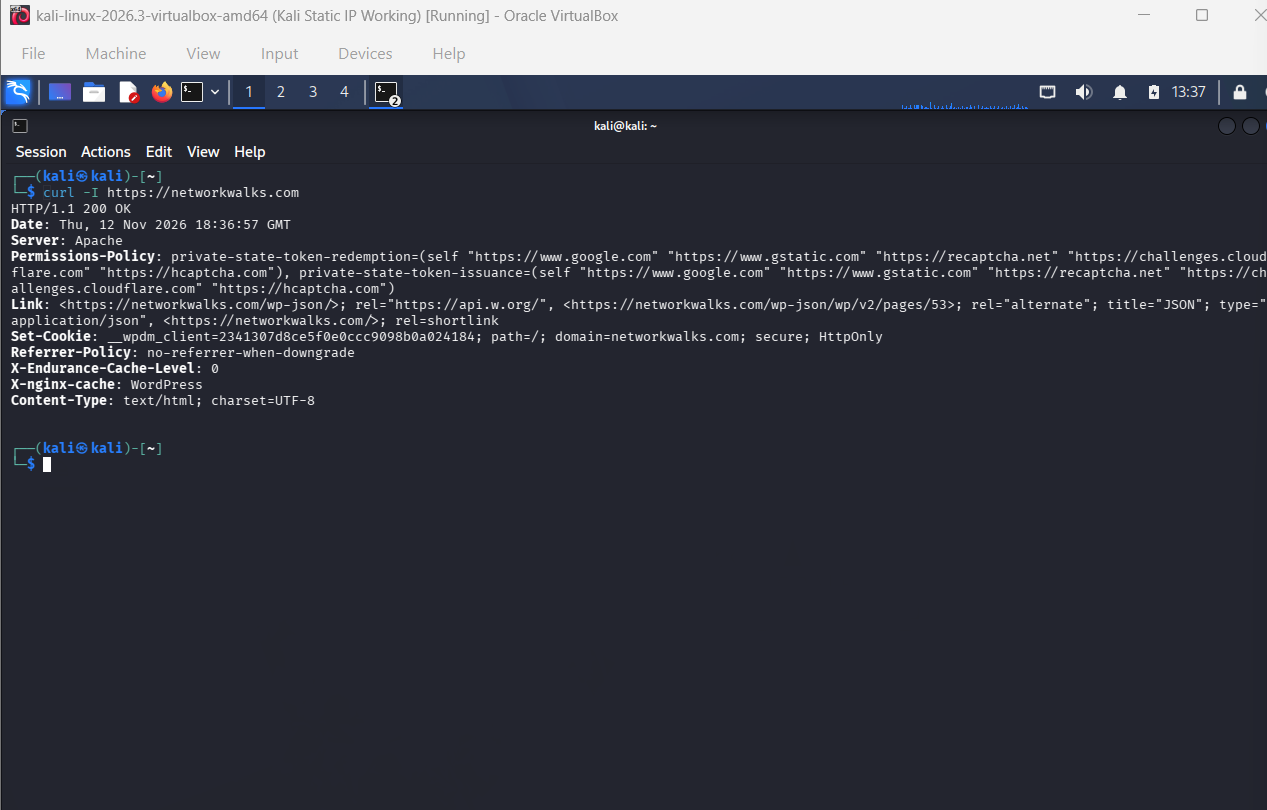 kali-linux-2026.3-virtualbox-amd64 (Kali Static IP Working) [Running] - Oracle VirtualBox
File Machine View Input Devices Help
1 2 3 4 2 13:37
kali@kali: ~
Session Actions Edit View Help
┌──(kali㉿kali)-[~]
└─$ curl -I https://networkwalks.com
HTTP/1.1 200 OK
Date: Thu, 12 Nov 2026 18:36:57 GMT
Server: Apache
Permissions-Policy: private-state-token-redemption=(self "https://www.google.com" "https://www.gstatic.com" "https://recaptcha.net" "https://challenges.cloud
flare.com" "https://hcaptcha.com"), private-state-token-issuance=(self "https://www.google.com" "https://www.gstatic.com" "https://recaptcha.net" "https://ch
allenges.cloudflare.com" "https://hcaptcha.com")
Link: <https://networkwalks.com/wp-json/>; rel="https://api.w.org/", <https://networkwalks.com/wp-json/wp/v2/pages/53>; rel="alternate"; title="JSON"; type="
application/json", <https://networkwalks.com/>; rel=shortlink
Set-Cookie: __wpdm_client=2341307d8ce5f0e0ccc9098b0a024184; path=/; domain=networkwalks.com; secure; HttpOnly
Referrer-Policy: no-referrer-when-downgrade
X-Endurance-Cache-Level: 0
X-nginx-cache: WordPress
Content-Type: text/html; charset=UTF-8
┌──(kali㉿kali)-[~]
└─$